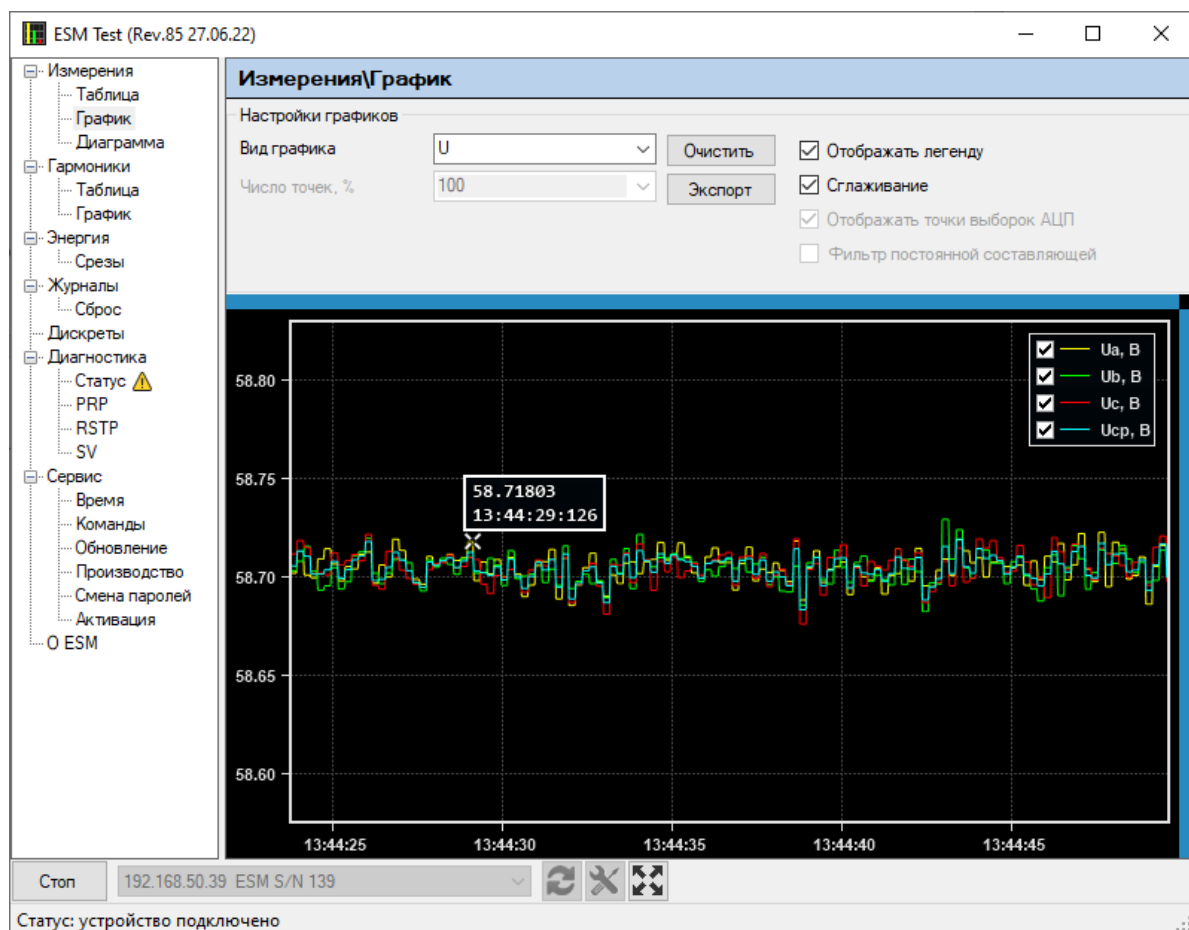 ESM Test (Rev.85 27.06.22)
Измерения
Таблица
График
Диаграмма
Гармоники
Таблица
График
Энергия
Срезы
Журналы
Сброс
Дискреты
Диагностика
Статус
PRP
RSTP
SV
Сервис
Время
Команды
Обновление
Производство
Смена паролей
Активация
О ESM
Измерения\График
Настройки графиков
Вид графика U Очистить
Число точек, % 100 Экспорт
Отображать легенду
Сглаживание
Отображать точки выборок АЦП
Фильтр постоянной составляющей
Ua, В
Ub, В
Uc, В
Ucp, В
58.80
58.75
58.70
58.65
58.60
58.71803
13:44:29:126
13:44:25 13:44:30 13:44:35 13:44:40 13:44:45
Стоп 192.168.50.39 ESM S/N 139
Статус: устройство подключено